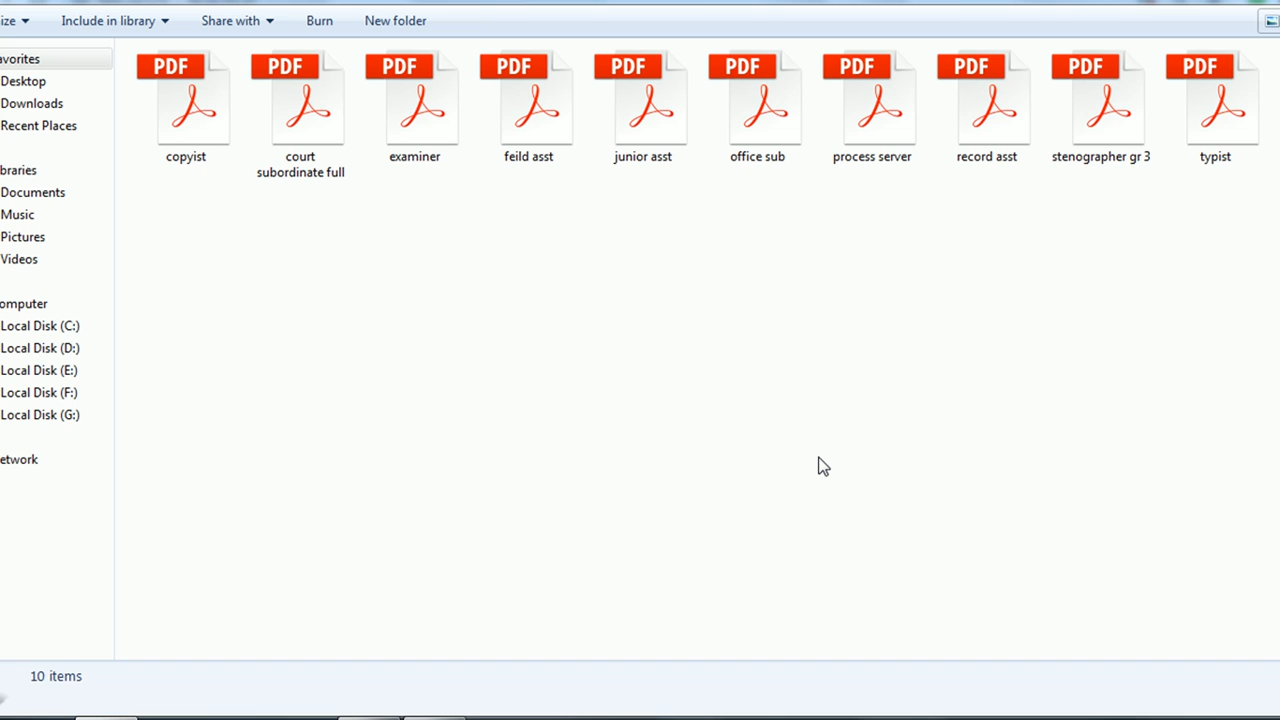 ize
Include in library
Share with
Burn
New folder
avorites
Desktop
Downloads
Recent Places
braries
Documents
Music
Pictures
Videos
omputer
Local Disk (C:)
Local Disk (D:)
Local Disk (E:)
Local Disk (F:)
Local Disk (G:)
etwork
PDF PDF PDF PDF PDF PDF PDF PDF PDF PDF
copyist
court
subordinate full
examiner
feild asst
junior asst
office sub
process server
record asst
stenographer gr 3
typist
10 items